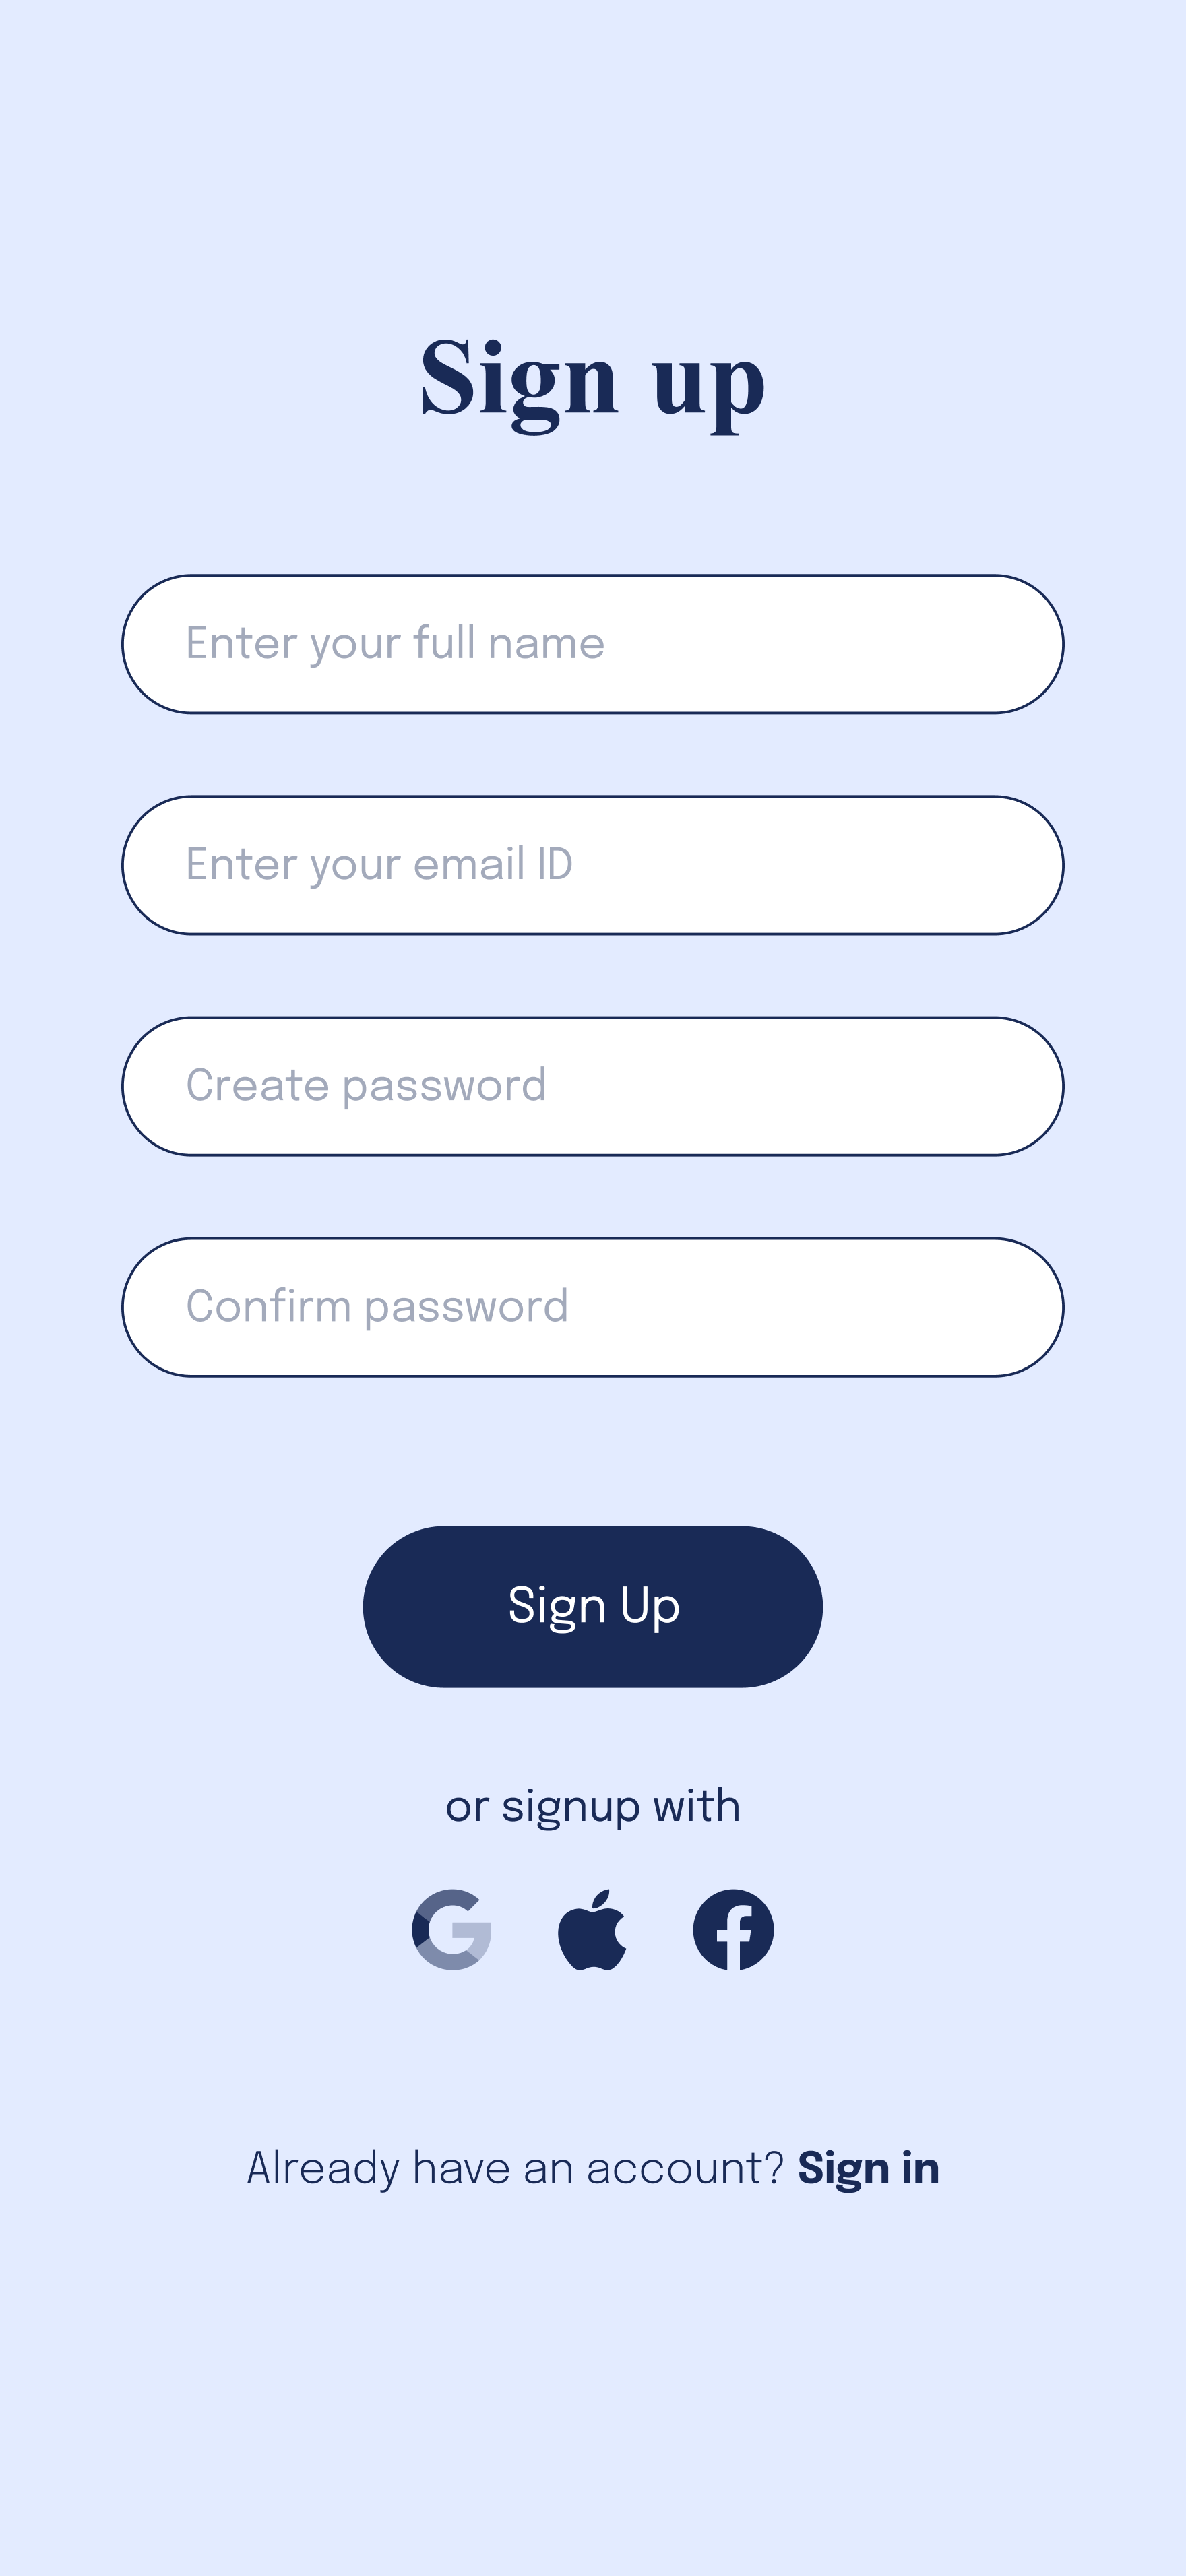 Sign up
Enter your full name
Enter your email ID
Create password
Confirm password
Sign Up
or signup with
Already have an account? Sign in